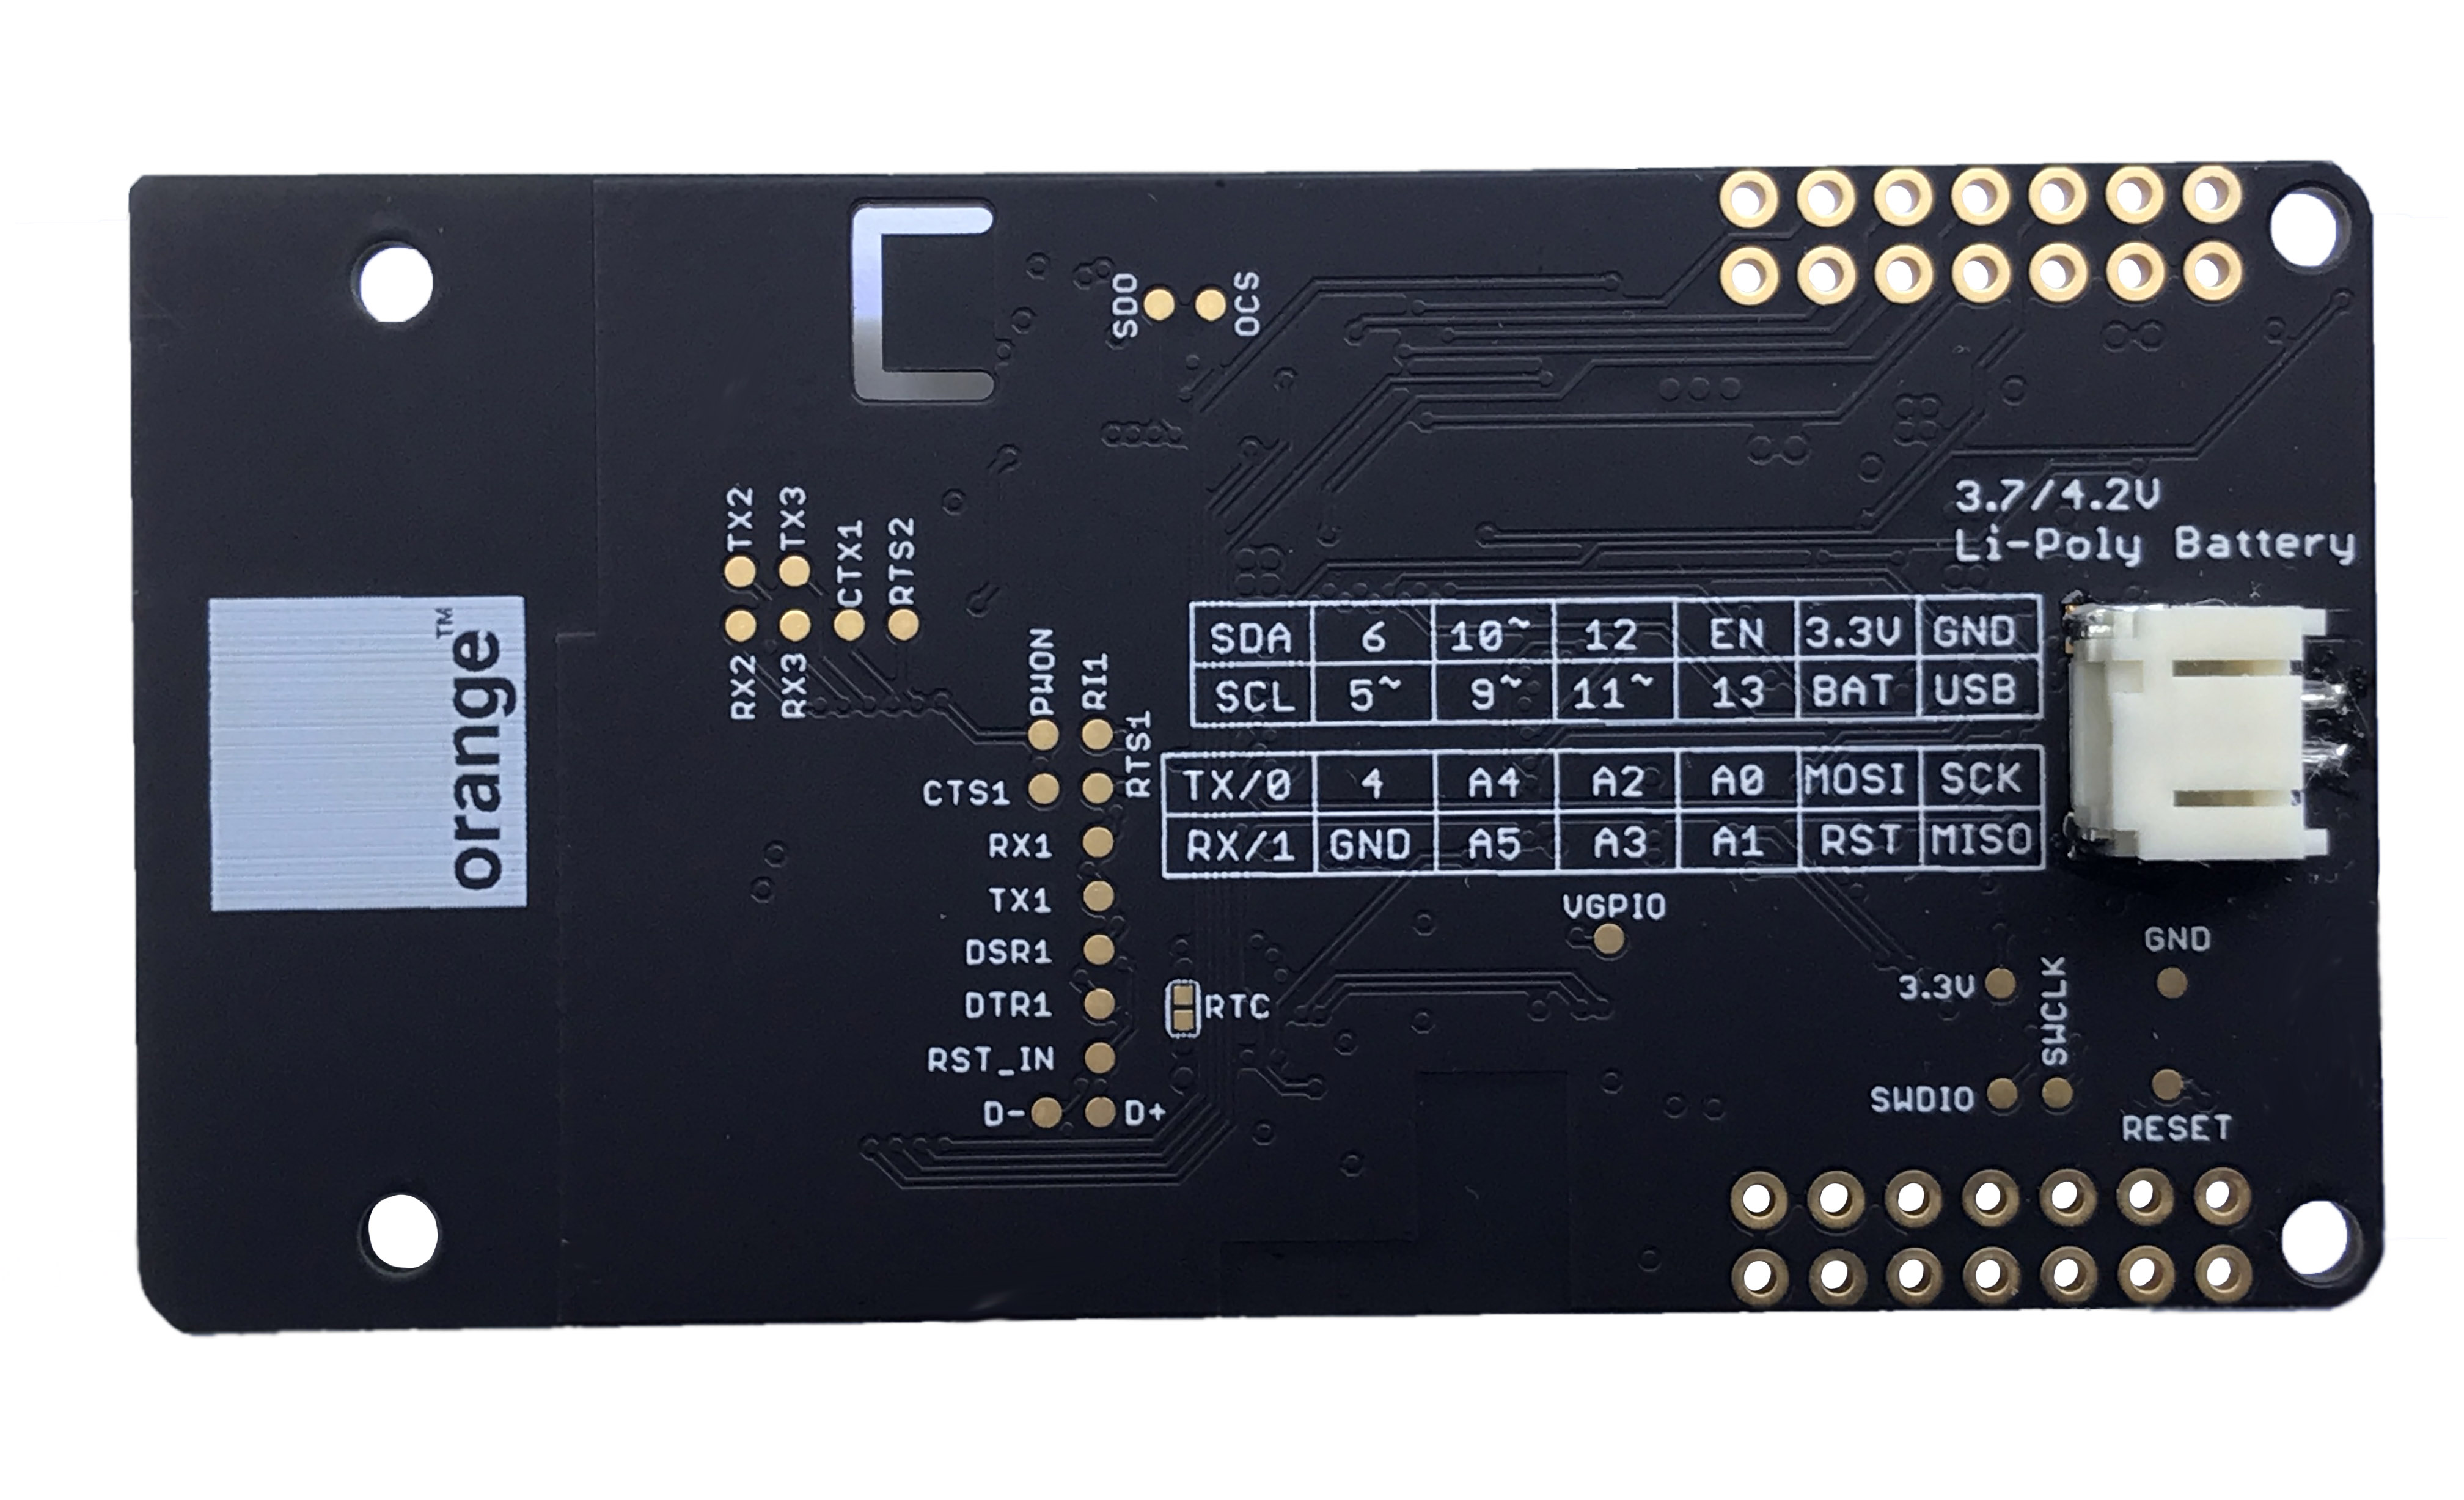 SDO
OCS
TX2
TX3
CTX1
RTS2
RX2
RX3
3.7/4.2V
Li-Poly Battery
orange™
PWON
RI1
RTS1
CTS1
RX1
TX1
DSR1
DTR1
RST_IN
D-
D+
RTC
SDA 6 10~ 12 EN 3.3V GND
SCL 5~ 9~ 11~ 13 BAT USB
TX/0 4 A4 A2 A0 MOSI SCK
RX/1 GND A5 A3 A1 RST MISO
VGPIO
GND
3.3V
SWCLK
SWDIO
RESET